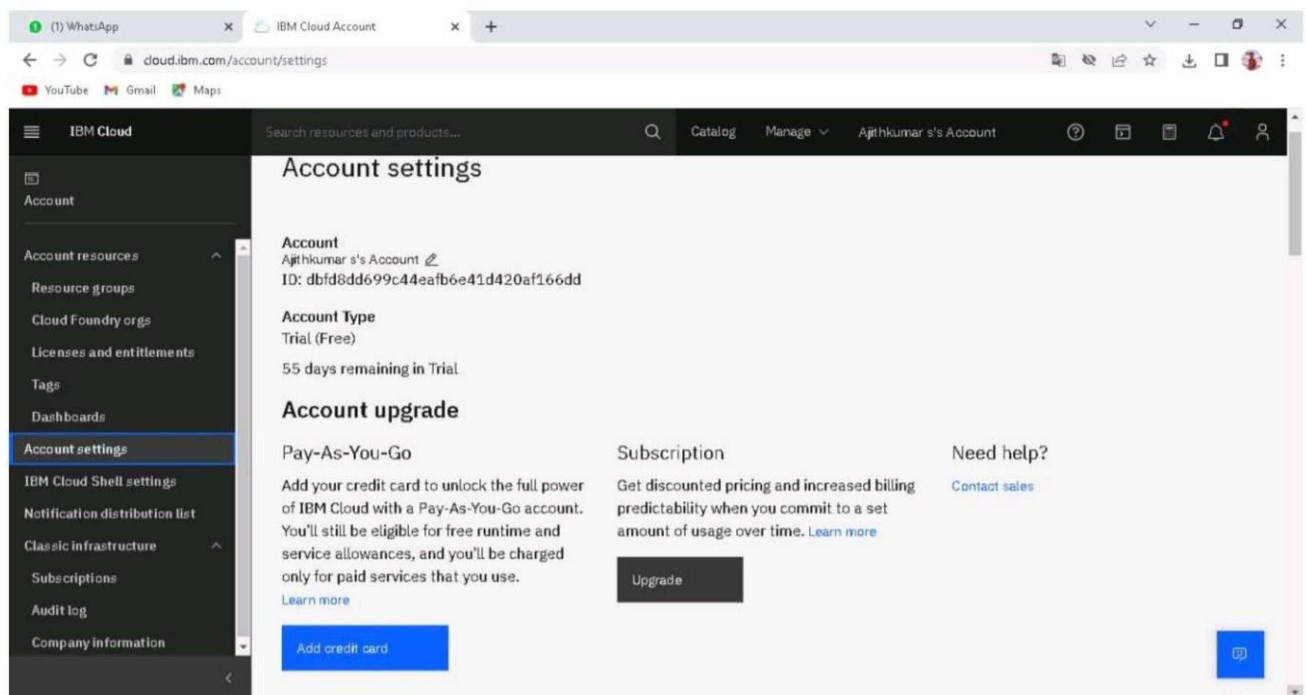 (1) WhatsApp
IBM Cloud Account
cloud.ibm.com/account/settings
YouTube
Gmail
Maps
IBM Cloud
Search resources and products...
Catalog
Manage
Ajithkumar s's Account
Account
Account resources
Resource groups
Cloud Foundry orgs
Licenses and entitlements
Tags
Dashboards
Account settings
IBM Cloud Shell settings
Notification distribution list
Classic infrastructure
Subscriptions
Audit log
Company information
Account settings
Account
Ajithkumar s's Account
ID: dbfd8dd699c44eafb6e41d420af166dd
Account Type
Trial (Free)
55 days remaining in Trial
Account upgrade
Pay-As-You-Go
Add your credit card to unlock the full power
of IBM Cloud with a Pay-As-You-Go account.
You'll still be eligible for free runtime and
service allowances, and you'll be charged
only for paid services that you use.
Learn more
Add credit card
Subscription
Get discounted pricing and increased billing
predictability when you commit to a set
amount of usage over time. Learn more
Upgrade
Need help?
Contact sales